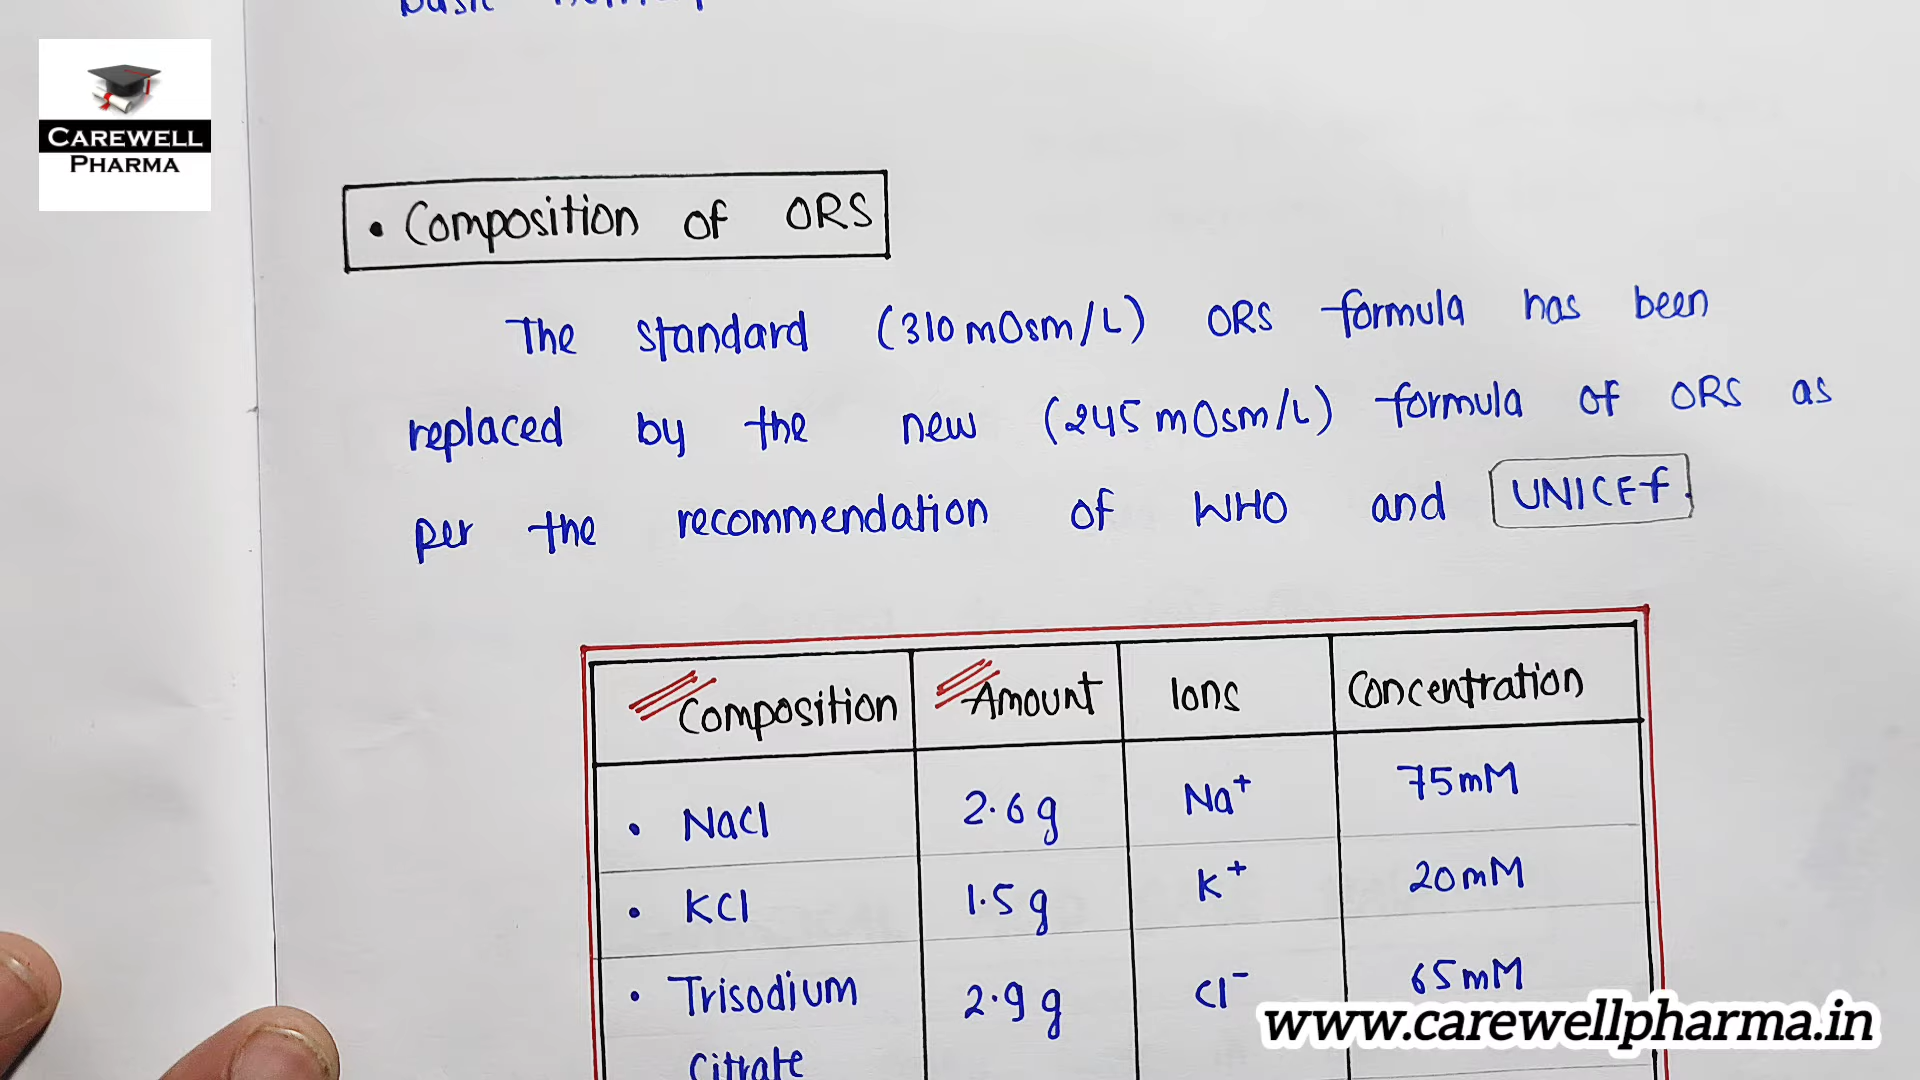 CAREWELL
PHARMA
• Composition of ORS
The standard (310 mOsm/L) ORS formula has been
replaced by the new (245 mOsm/L) formula of ORS as
per the recommendation of WHO and UNICEF.
Composition Amount Ions Concentration
• NaCl 2.6 g Na+ 75mM
• KCl 1.5 g K+ 20mM
• Trisodium 2.9 g Cl- 65mM
Citrate
www.carewellpharma.in